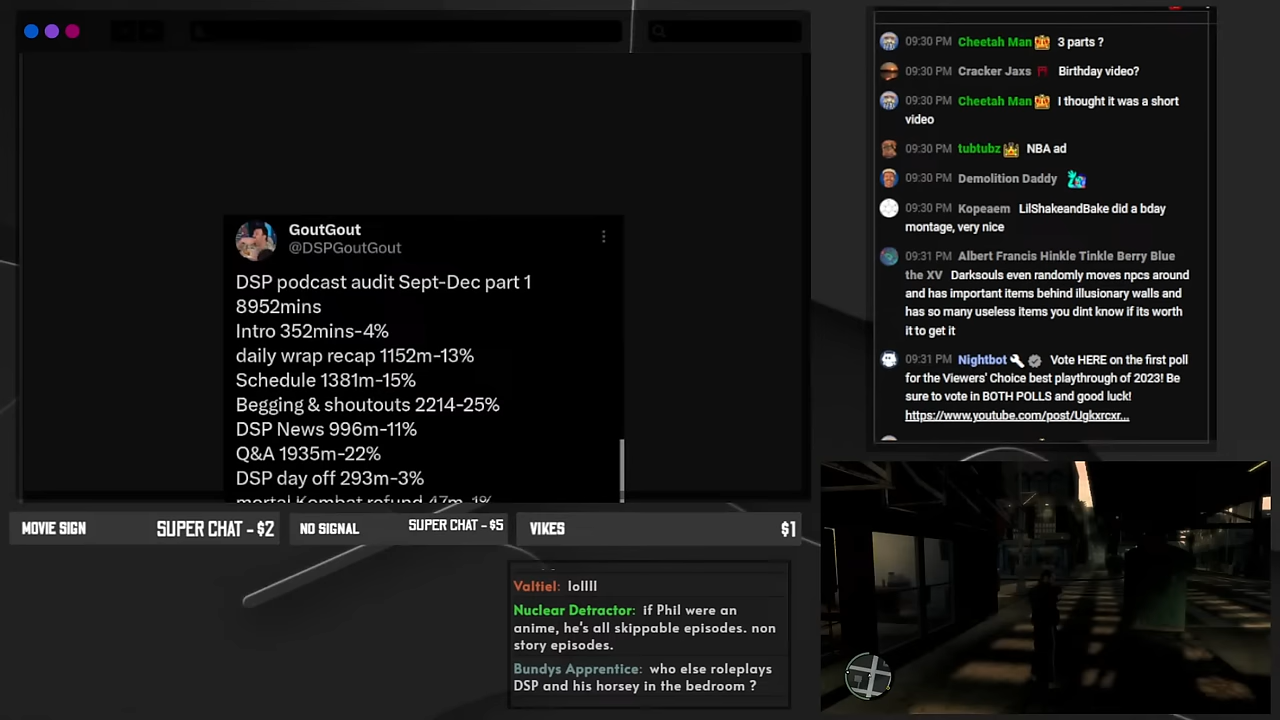 GoutGout
@DSPGoutGout
DSP podcast audit Sept-Dec part 1
8952mins
Intro 352mins-4%
daily wrap recap 1152m-13%
Schedule 1381m-15%
Begging & shoutouts 2214-25%
DSP News 996m-11%
Q&A 1935m-22%
DSP day off 293m-3%
mortal Kombat refund 47m-1%
MOVIE SIGN SUPER CHAT - $2
NO SIGNAL SUPER CHAT - $5
VIKES $1
Valtiel: lollll
Nuclear Detractor: if Phil were an
anime, he's all skippable episodes. non
story episodes.
Bundys Apprentice: who else roleplays
DSP and his horsey in the bedroom ?
09:30 PM Cheetah Man 3 parts ?
09:30 PM Cracker Jaxs Birthday video?
09:30 PM Cheetah Man I thought it was a short
video
09:30 PM tubtubz NBA ad
09:30 PM Demolition Daddy
09:30 PM Kopeaem LilShakeandBake did a bday
montage, very nice
09:31 PM Albert Francis Hinkle Tinkle Berry Blue
the XV Darksouls even randomly moves npcs around
and has important items behind illusionary walls and
has so many useless items you dint know if its worth
it to get it
09:31 PM Nightbot Vote HERE on the first poll
for the Viewers' Choice best playthrough of 2023! Be
sure to vote in BOTH POLLS and good luck!
https://www.youtube.com/post/Ugkxrcxr...